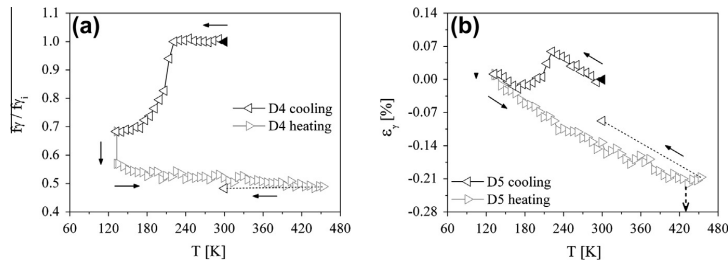 (a)
f̄γ / f̄γi
1.1
1.0
0.9
0.8
0.7
0.6
0.5
0.4
D4 cooling
D4 heating
60 120 180 240 300 360 420 480
T [K]
(b)
εγ [%]
0.14
0.07
0.00
-0.07
-0.14
-0.21
-0.28
D5 cooling
D5 heating
60 120 180 240 300 360 420 480
T [K]